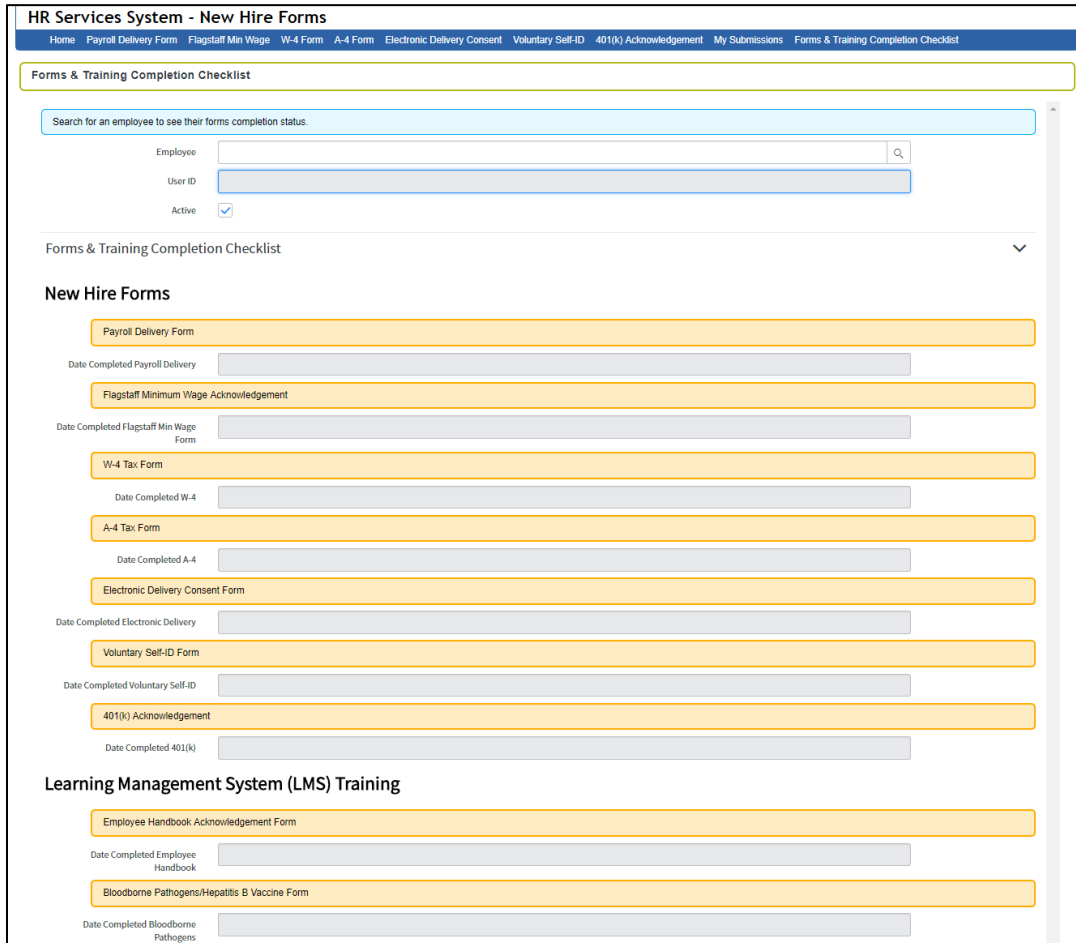 HR Services System - New Hire Forms
Home Payroll Delivery Form Flagstaff Min Wage W-4 Form A-4 Form Electronic Delivery Consent Voluntary Self-ID 401(k) Acknowledgement My Submissions Forms & Training Completion Checklist
Forms & Training Completion Checklist
Search for an employee to see their forms completion status.
Employee
User ID
Active
Forms & Training Completion Checklist
New Hire Forms
Payroll Delivery Form
Date Completed Payroll Delivery
Flagstaff Minimum Wage Acknowledgement
Date Completed Flagstaff Min Wage
Form
W-4 Tax Form
Date Completed W-4
A-4 Tax Form
Date Completed A-4
Electronic Delivery Consent Form
Date Completed Electronic Delivery
Voluntary Self-ID Form
Date Completed Voluntary Self-ID
401(k) Acknowledgement
Date Completed 401(k)
Learning Management System (LMS) Training
Employee Handbook Acknowledgement Form
Date Completed Employee
Handbook
Bloodborne Pathogens/Hepatitis B Vaccine Form
Date Completed Bloodborne
Pathogens